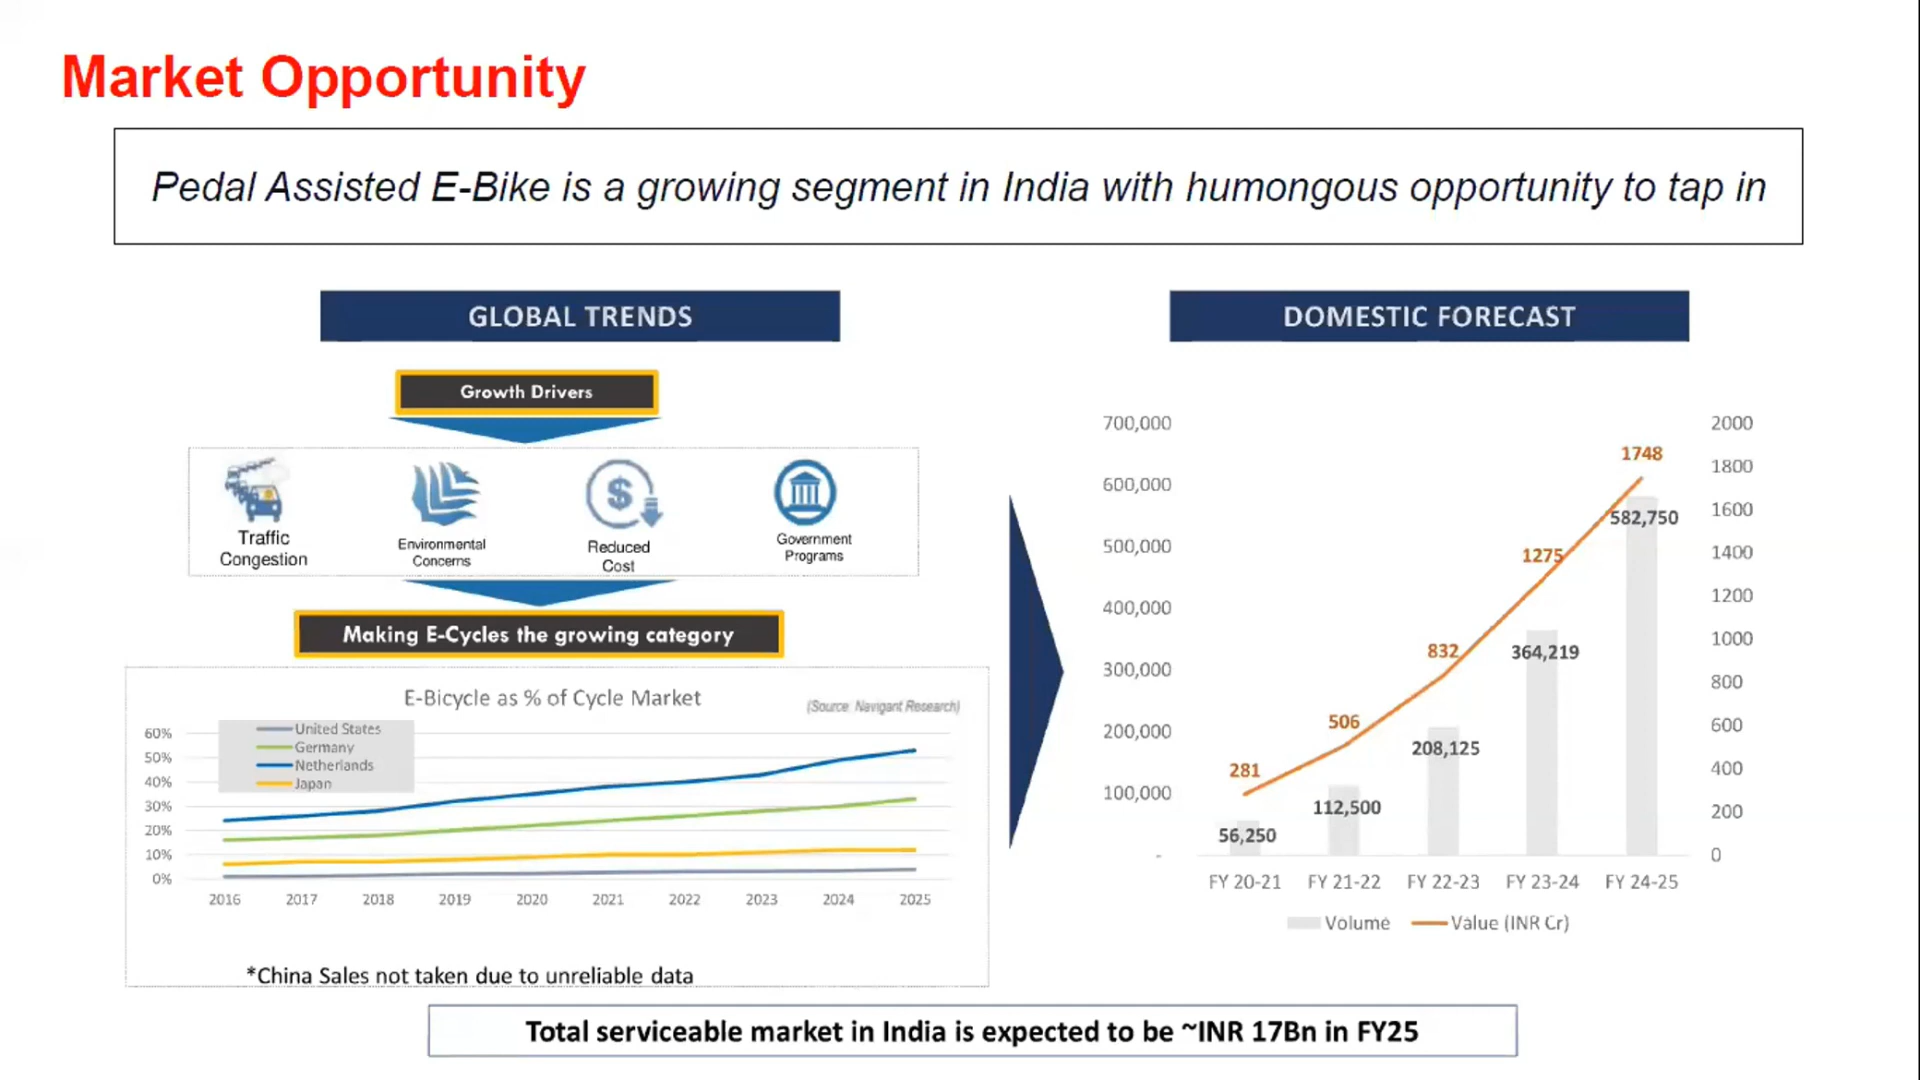 Market Opportunity
Pedal Assisted E-Bike is a growing segment in India with humongous opportunity to tap in
GLOBAL TRENDS
Growth Drivers
Traffic
Congestion
Environmental
Concerns
Reduced
Cost
Government
Programs
Making E-Cycles the growing category
E-Bicycle as % of Cycle Market
(Source: Navigant Research)
United States
Germany
Netherlands
Japan
60%
50%
40%
30%
20%
10%
0%
2016 2017 2018 2019 2020 2021 2022 2023 2024 2025
*China Sales not taken due to unreliable data
DOMESTIC FORECAST
700,000
600,000
500,000
400,000
300,000
200,000
100,000
-
2000
1800
1600
1400
1200
1000
800
600
400
200
0
281
506
832
1275
1748
56,250
112,500
208,125
364,219
582,750
FY 20-21 FY 21-22 FY 22-23 FY 23-24 FY 24-25
Volume Value (INR Cr)
Total serviceable market in India is expected to be ~INR 17Bn in FY25